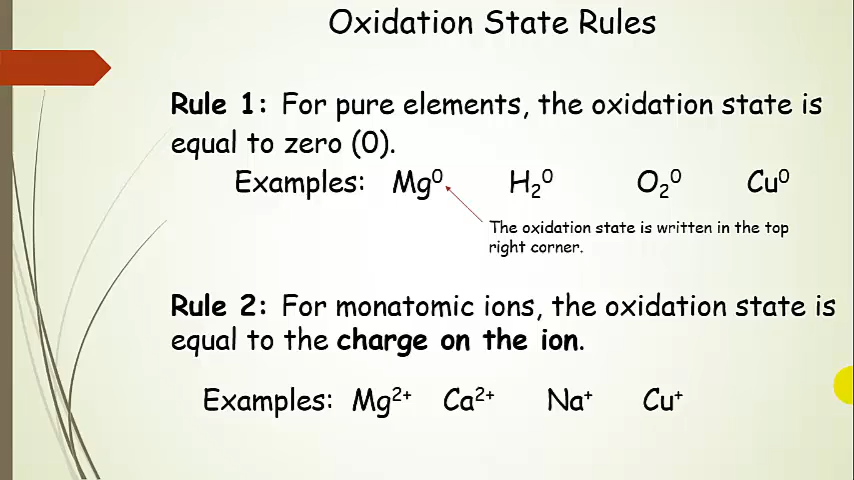 Oxidation State Rules
Rule 1: For pure elements, the oxidation state is
equal to zero (0).
Examples: Mg⁰ H₂⁰ O₂⁰ Cu⁰
The oxidation state is written in the top
right corner.
Rule 2: For monatomic ions, the oxidation state is
equal to the charge on the ion.
Examples: Mg²⁺ Ca²⁺ Na⁺ Cu⁺